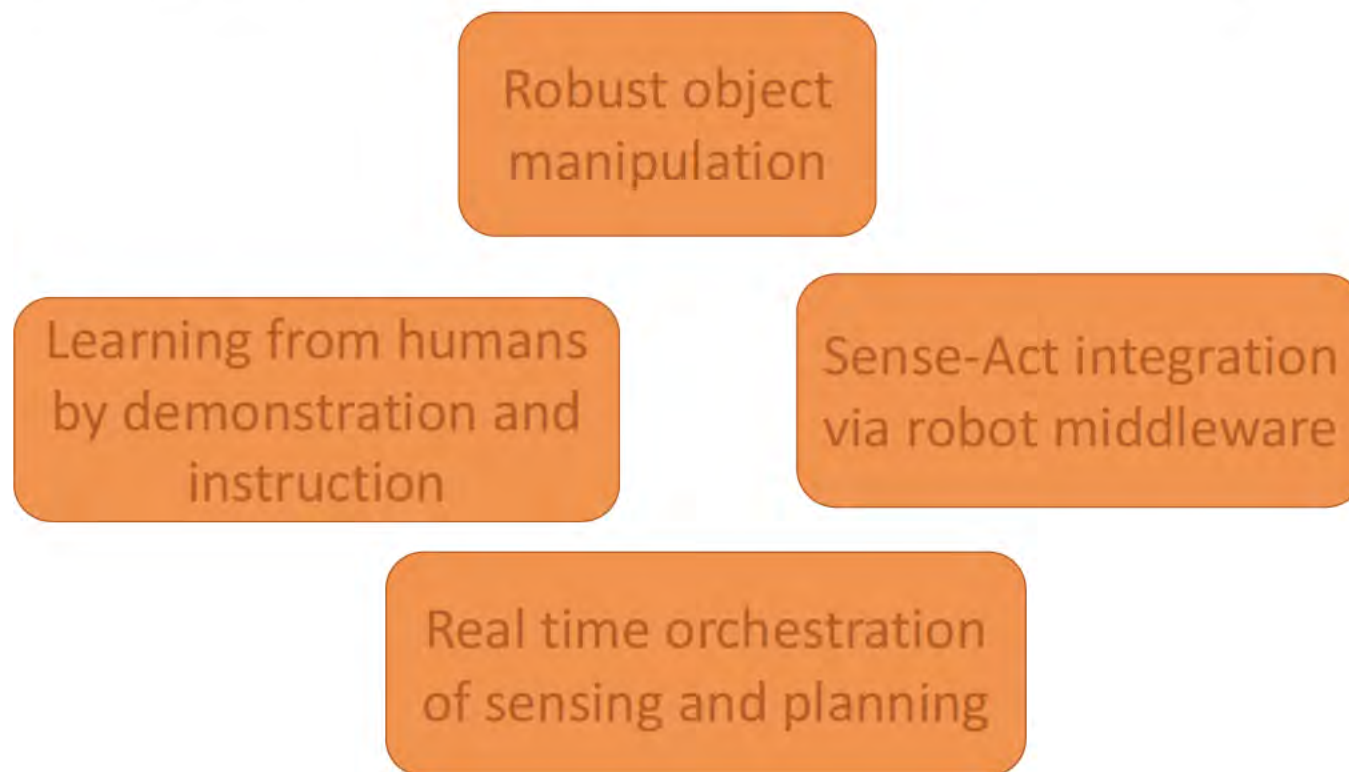 Robust object
manipulation
Learning from humans
by demonstration and
instruction
Sense-Act integration
via robot middleware
Real time orchestration
of sensing and planning